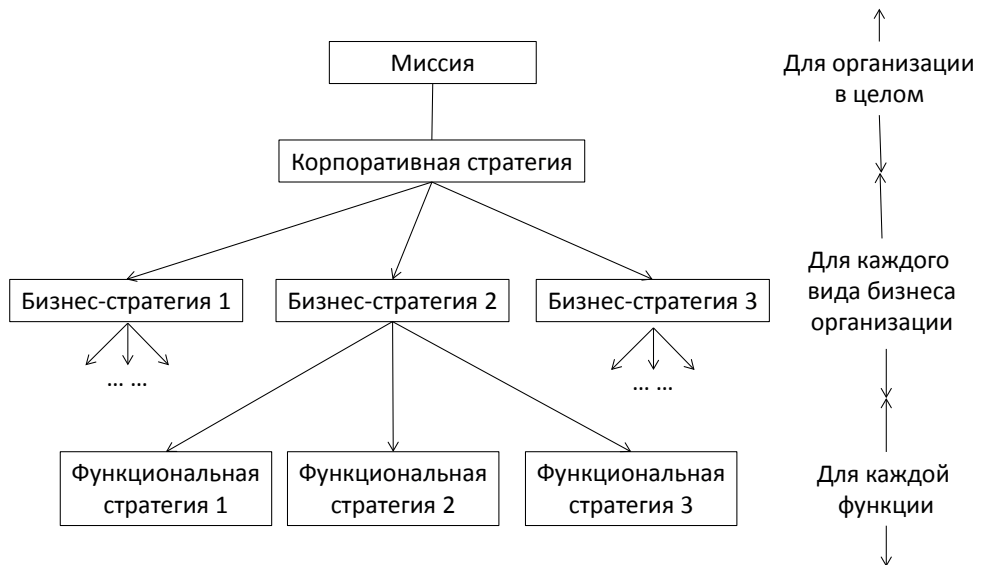 Миссия
Для организации
в целом
Корпоративная стратегия
Бизнес-стратегия 1
Бизнес-стратегия 2
Бизнес-стратегия 3
Для каждого
вида бизнеса
организации
... ...
... ...
Функциональная
стратегия 1
Функциональная
стратегия 2
Функциональная
стратегия 3
Для каждой
функции